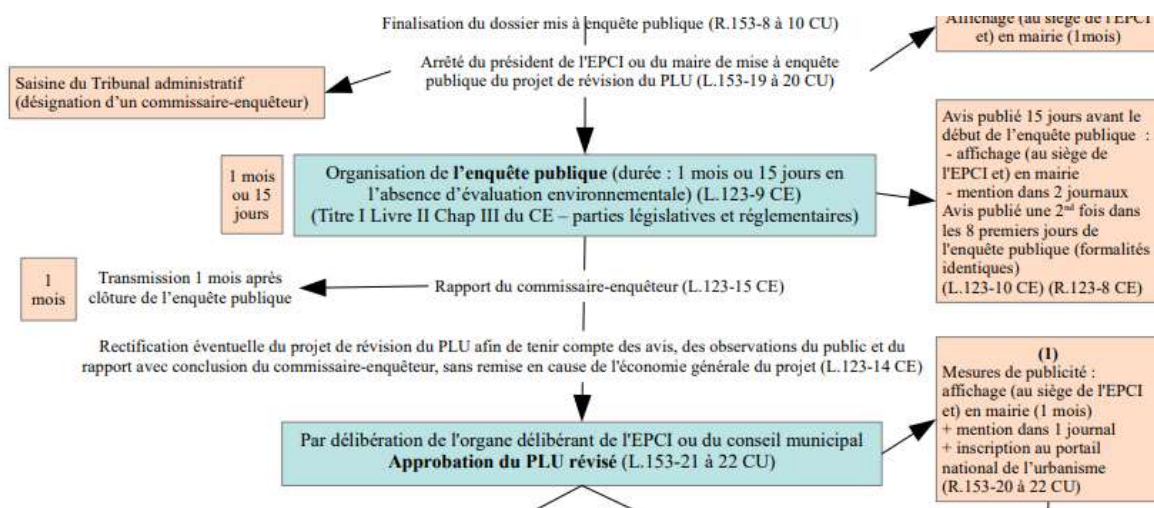 Finalisation du dossier mis à enquête publique (R.153-8 à 10 CU)
Affichage (au siège de l'EPCI
et) en mairie (1mois)
Arrêté du président de l'EPCI ou du maire de mise à enquête
publique du projet de révision du PLU (L.153-19 à 20 CU)
Saisine du Tribunal administratif
(désignation d’un commissaire-enquêteur)
1 mois
ou 15
jours
Organisation de l’enquête publique (durée : 1 mois ou 15 jours en
l’absence d’évaluation environnementale) (L.123-9 CE)
(Titre I Livre II Chap III du CE – parties législatives et réglementaires)
Avis publié 15 jours avant le
début de l’enquête publique :
- affichage (au siège de
l'EPCI et) en mairie
- mention dans 2 journaux
Avis publié une 2nd fois dans
les 8 premiers jours de
l'enquête publique (formalités
identiques)
(L.123-10 CE) (R.123-8 CE)
1
mois
Transmission 1 mois après
clôture de l’enquête publique
Rapport du commissaire-enquêteur (L.123-15 CE)
Rectification éventuelle du projet de révision du PLU afin de tenir compte des avis, des observations du public et du
rapport avec conclusion du commissaire-enquêteur, sans remise en cause de l'économie générale du projet (L.123-14 CE)
Par délibération de l'organe délibérant de l'EPCI ou du conseil municipal
Approbation du PLU révisé (L.153-21 à 22 CU)
(1)
Mesures de publicité :
affichage (au siège de l'EPCI
et) en mairie (1 mois)
+ mention dans 1 journal
+ inscription au portail
national de l’urbanisme
(R.153-20 à 22 CU)